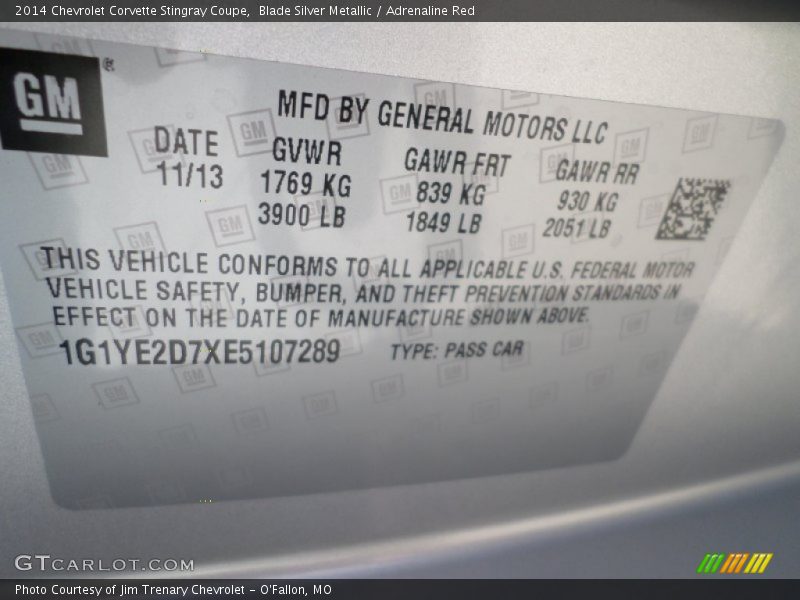 2014 Chevrolet Corvette Stingray Coupe,  Blade Silver Metallic / Adrenaline Red
GM
MFD BY GENERAL MOTORS LLC
DATE GVWR GAWR FRT GAWR RR
11/13 1769 KG 839 KG 930 KG
3900 LB 1849 LB 2051 LB
THIS VEHICLE CONFORMS TO ALL APPLICABLE U.S. FEDERAL MOTOR
VEHICLE SAFETY, BUMPER, AND THEFT PREVENTION STANDARDS IN
EFFECT ON THE DATE OF MANUFACTURE SHOWN ABOVE.
1G1YE2D7XE5107289 TYPE: PASS CAR
GTCARLOT.COM
Photo Courtesy of Jim Trenary Chevrolet - O'Fallon, MO